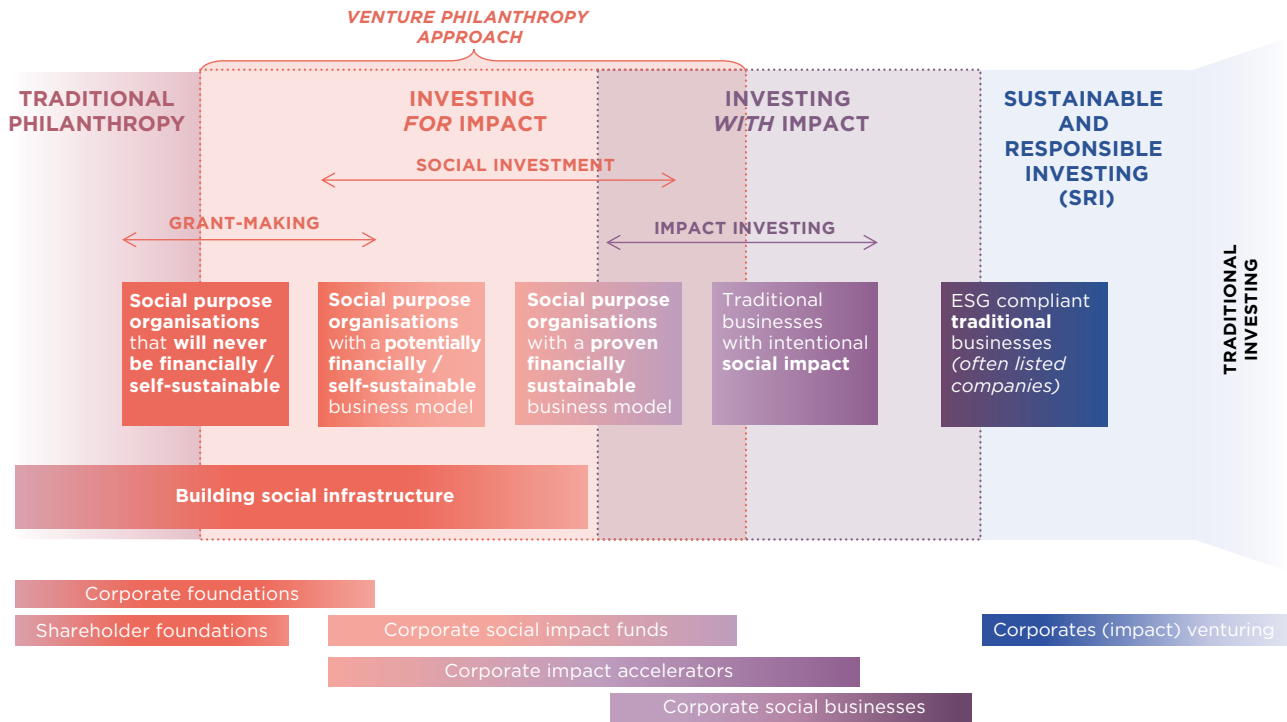 VENTURE PHILANTHROPY
APPROACH
TRADITIONAL
PHILANTHROPY
INVESTING
FOR IMPACT
INVESTING
WITH IMPACT
SUSTAINABLE
AND
RESPONSIBLE
INVESTING
(SRI)
SOCIAL INVESTMENT
GRANT-MAKING
IMPACT INVESTING
TRADITIONAL
INVESTING
Social purpose
organisations
that will never
be financially /
self-sustainable
Social purpose
organisations
with a potentially
financially /
self-sustainable
business model
Social purpose
organisations
with a proven
financially
sustainable
business model
Traditional
businesses
with intentional
social impact
ESG compliant
traditional
businesses
(often listed
companies)
Building social infrastructure
Corporate foundations
Shareholder foundations
Corporate social impact funds
Corporates (impact) venturing
Corporate impact accelerators
Corporate social businesses